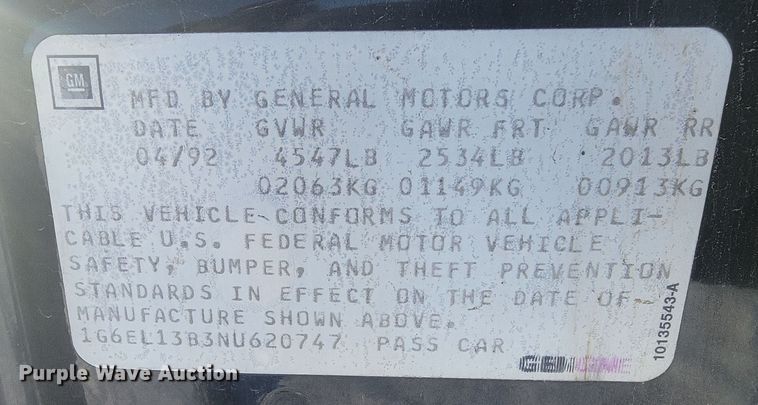 GM
MFD BY GENERAL MOTORS CORP.
DATE GVWR GAWR FRT GAWR RR
04/92 4547LB 2534LB 2013LB
02063KG 01149KG 00913KG
THIS VEHICLE CONFORMS TO ALL APPLI-
CABLE U.S. FEDERAL MOTOR VEHICLE
SAFETY, BUMPER, AND THEFT PREVENTION
STANDARDS IN EFFECT ON THE DATE OF
MANUFACTURE SHOWN ABOVE.
1G6EL13B3NU620747 PASS CAR
10135543-A
Purple Wave Auction